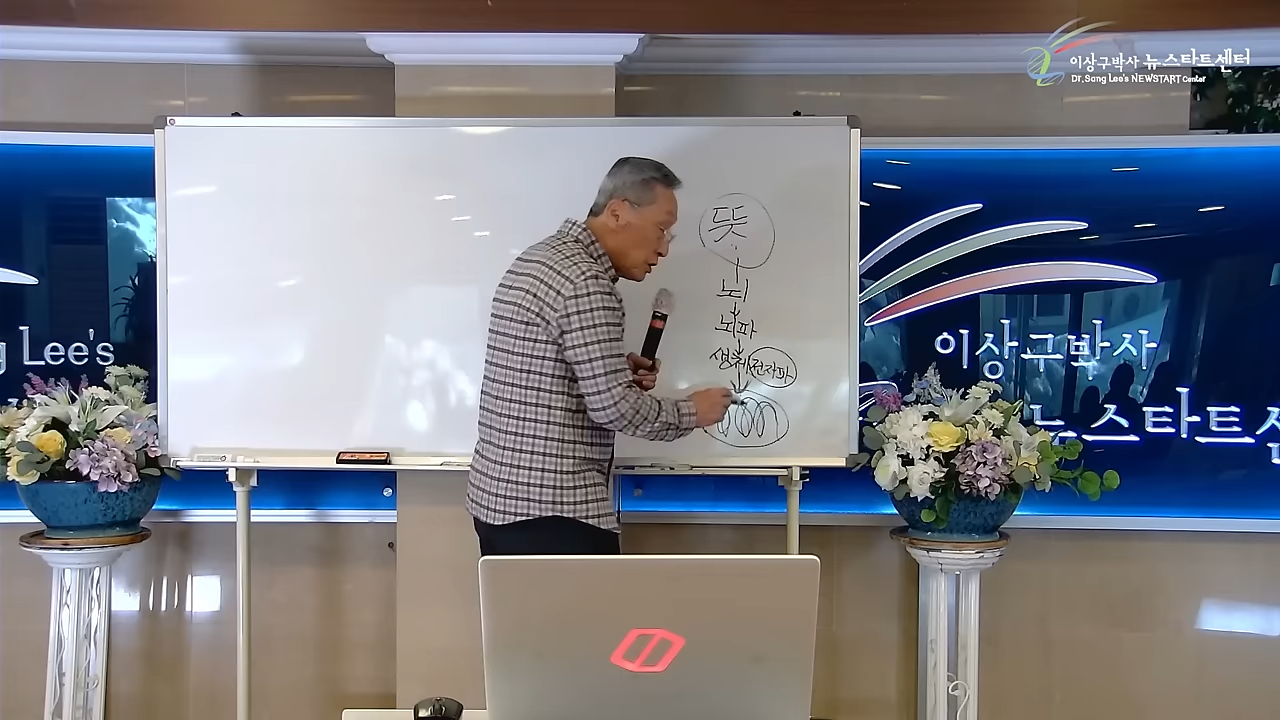 이상구박사 뉴스타트센터
Dr.Sang Lee's NEWSTART Center
뜻
뇌
뇌파
생체전자파
Lee's
이상구박사
뉴스타트센